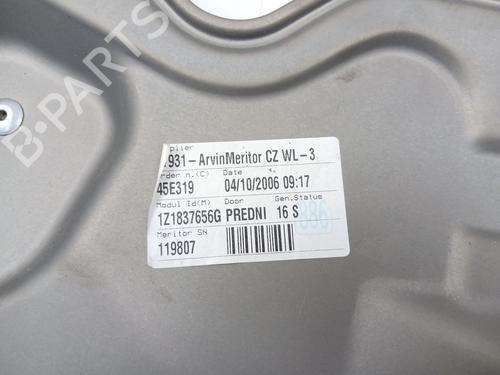 plier
931-ArvinMeritor CZ WL-3
rder n.(C) Date
45E319 04/10/2006 09:17
Modul Id(M) Door Gen.Status
1Z1837656G PREDNI 16 S
Meritor SN
119807
886
B-PARTS